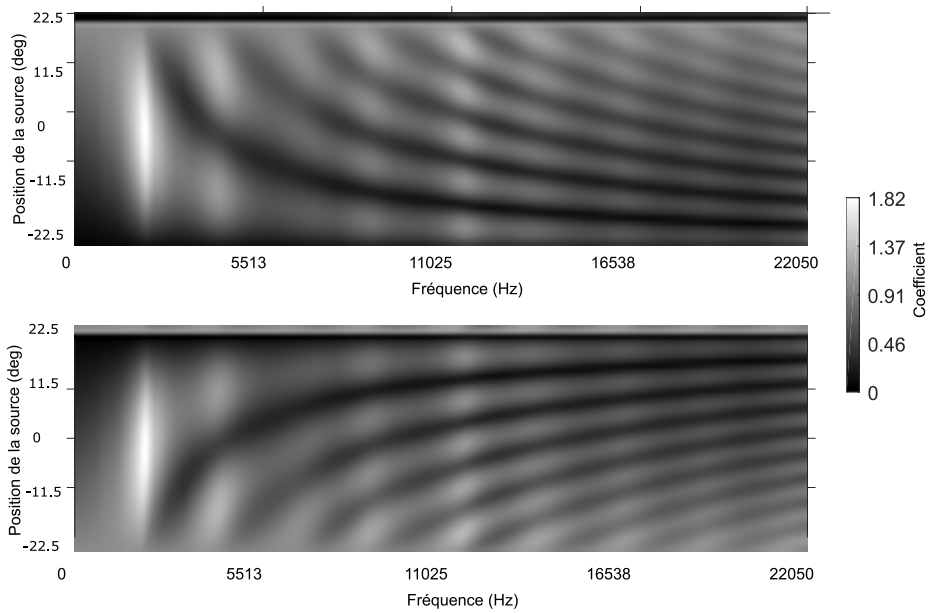 22.5
11.5
0
-11.5
-22.5
Position de la source (deg)
0 5513 11025 16538 22050
Fréquence (Hz)
22.5
11.5
0
-11.5
-22.5
Position de la source (deg)
0 5513 11025 16538 22050
Fréquence (Hz)
1.82
1.37
0.91
0.46
0
Coefficient